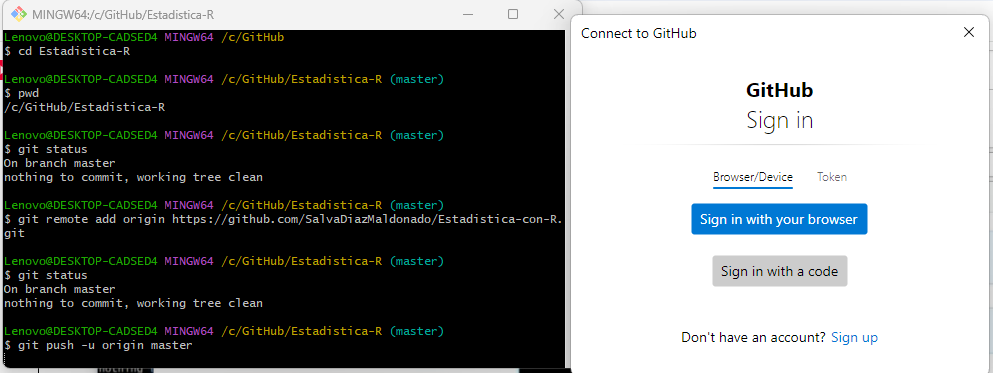 MINGW64:/c/GitHub/Estadistica-R
Lenovo@DESKTOP-CADSED4 MINGW64 /c/GitHub
$ cd Estadistica-R
Lenovo@DESKTOP-CADSED4 MINGW64 /c/GitHub/Estadistica-R (master)
$ pwd
/c/GitHub/Estadistica-R
Lenovo@DESKTOP-CADSED4 MINGW64 /c/GitHub/Estadistica-R (master)
$ git status
On branch master
nothing to commit, working tree clean
Lenovo@DESKTOP-CADSED4 MINGW64 /c/GitHub/Estadistica-R (master)
$ git remote add origin https://github.com/SalvaDiazMaldonado/Estadistica-con-R.
git
Lenovo@DESKTOP-CADSED4 MINGW64 /c/GitHub/Estadistica-R (master)
$ git status
On branch master
nothing to commit, working tree clean
Lenovo@DESKTOP-CADSED4 MINGW64 /c/GitHub/Estadistica-R (master)
$ git push -u origin master
nothing
Connect to GitHub
GitHub
Sign in
Browser/Device Token
Sign in with your browser
Sign in with a code
Don't have an account? Sign up